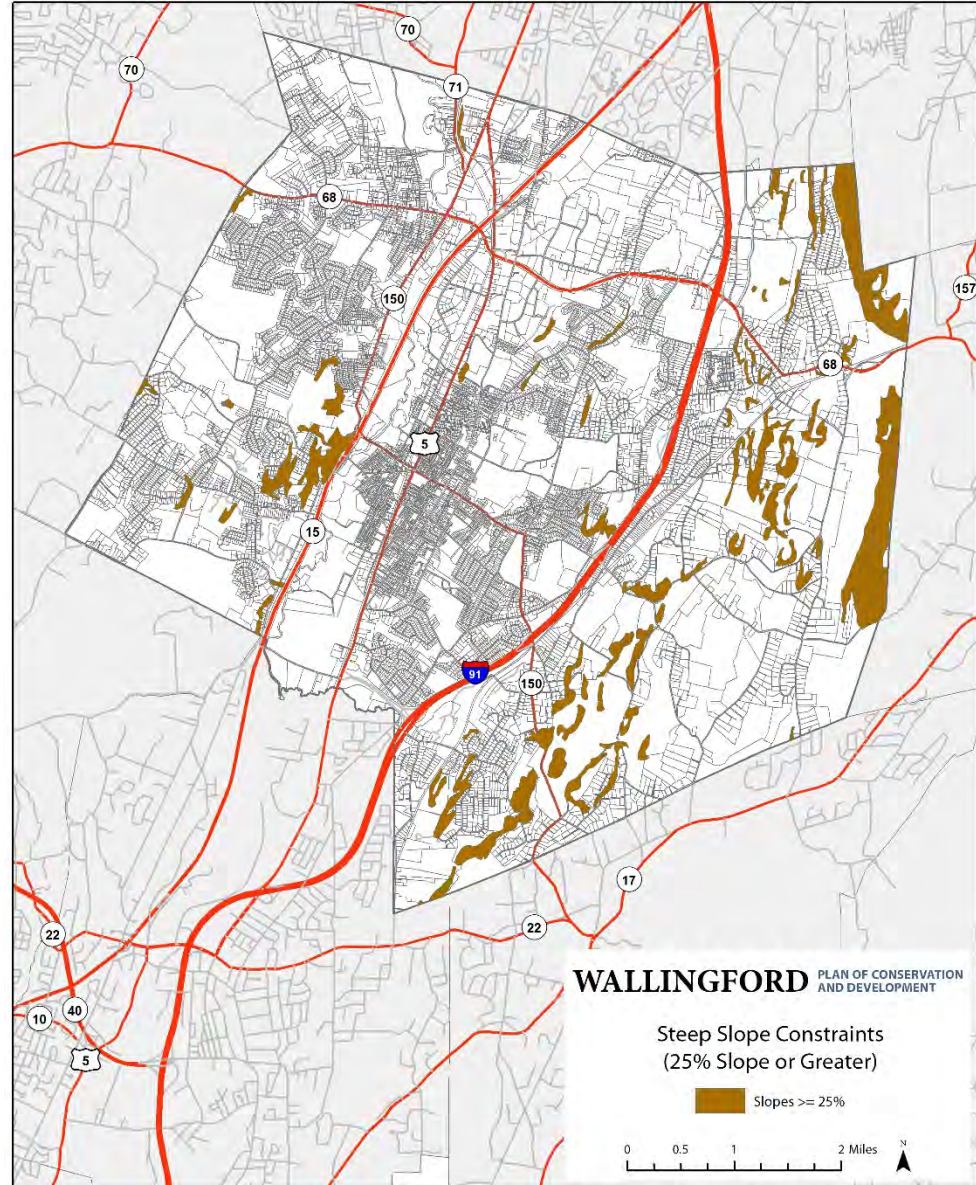 70
70
71
68
150
157
68
5
15
91
150
17
22
22
40
10
5
WALLINGFORD PLAN OF CONSERVATION
AND DEVELOPMENT
Steep Slope Constraints
(25% Slope or Greater)
Slopes >= 25%
0 0.5 1 2 Miles
N